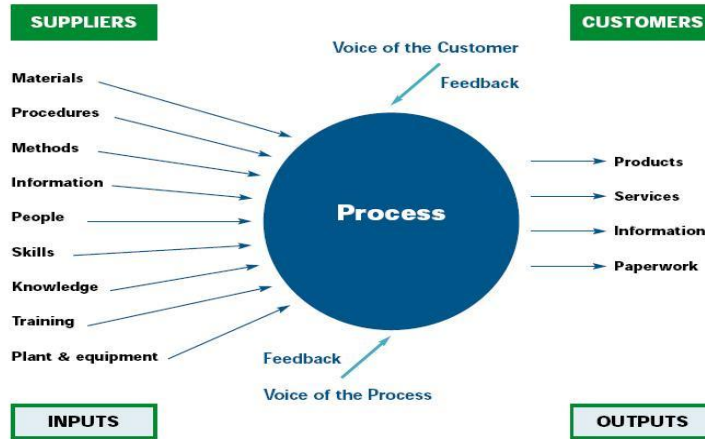 SUPPLIERS
CUSTOMERS
Voice of the Customer
Feedback
Materials
Procedures
Methods
Information
People
Skills
Knowledge
Training
Plant & equipment
Process
Products
Services
Information
Paperwork
Feedback
Voice of the Process
INPUTS
OUTPUTS